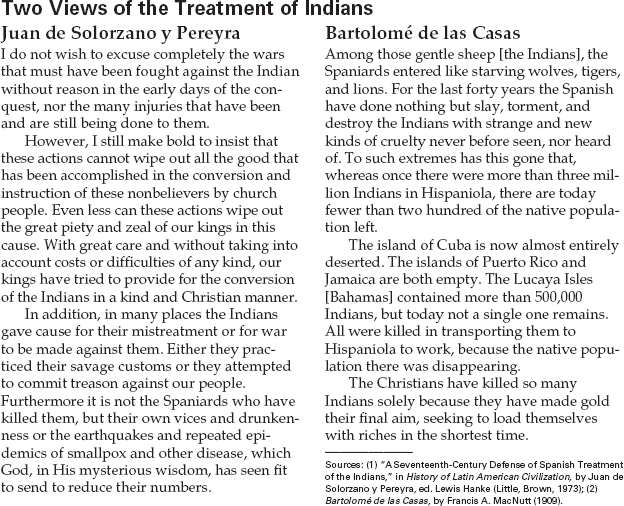 Two Views of the Treatment of Indians
Juan de Solorzano y Pereyra
I do not wish to excuse completely the wars
that must have been fought against the Indian
without reason in the early days of the con-
quest, nor the many injuries that have been
and are still being done to them.
However, I still make bold to insist that
these actions cannot wipe out all the good that
has been accomplished in the conversion and
instruction of these nonbelievers by church
people. Even less can these actions wipe out
the great piety and zeal of our kings in this
cause. With great care and without taking into
account costs or difficulties of any kind, our
kings have tried to provide for the conversion
of the Indians in a kind and Christian manner.
In addition, in many places the Indians
gave cause for their mistreatment or for war
to be made against them. Either they prac-
ticed their savage customs or they attempted
to commit treason against our people.
Furthermore it is not the Spaniards who have
killed them, but their own vices and drunken-
ness or the earthquakes and repeated epi-
demics of smallpox and other disease, which
God, in His mysterious wisdom, has seen fit
to send to reduce their numbers.
Bartolomé de las Casas
Among those gentle sheep [the Indians], the
Spaniards entered like starving wolves, tigers,
and lions. For the last forty years the Spanish
have done nothing but slay, torment, and
destroy the Indians with strange and new
kinds of cruelty never before seen, nor heard
of. To such extremes has this gone that,
whereas once there were more than three mil-
lion Indians in Hispaniola, there are today
fewer than two hundred of the native popula-
tion left.
The island of Cuba is now almost entirely
deserted. The islands of Puerto Rico and
Jamaica are both empty. The Lucaya Isles
[Bahamas] contained more than 500,000
Indians, but today not a single one remains.
All were killed in transporting them to
Hispaniola to work, because the native popu-
lation there was disappearing.
The Christians have killed so many
Indians solely because they have made gold
their final aim, seeking to load themselves
with riches in the shortest time.
Sources: (1) "A Seventeenth-Century Defense of Spanish Treatment
of the Indians," in History of Latin American Civilization, by Juan de
Solorzano y Pereyra, ed. Lewis Hanke (Little, Brown, 1973); (2)
Bartolomé de las Casas, by Francis A. MacNutt (1909).